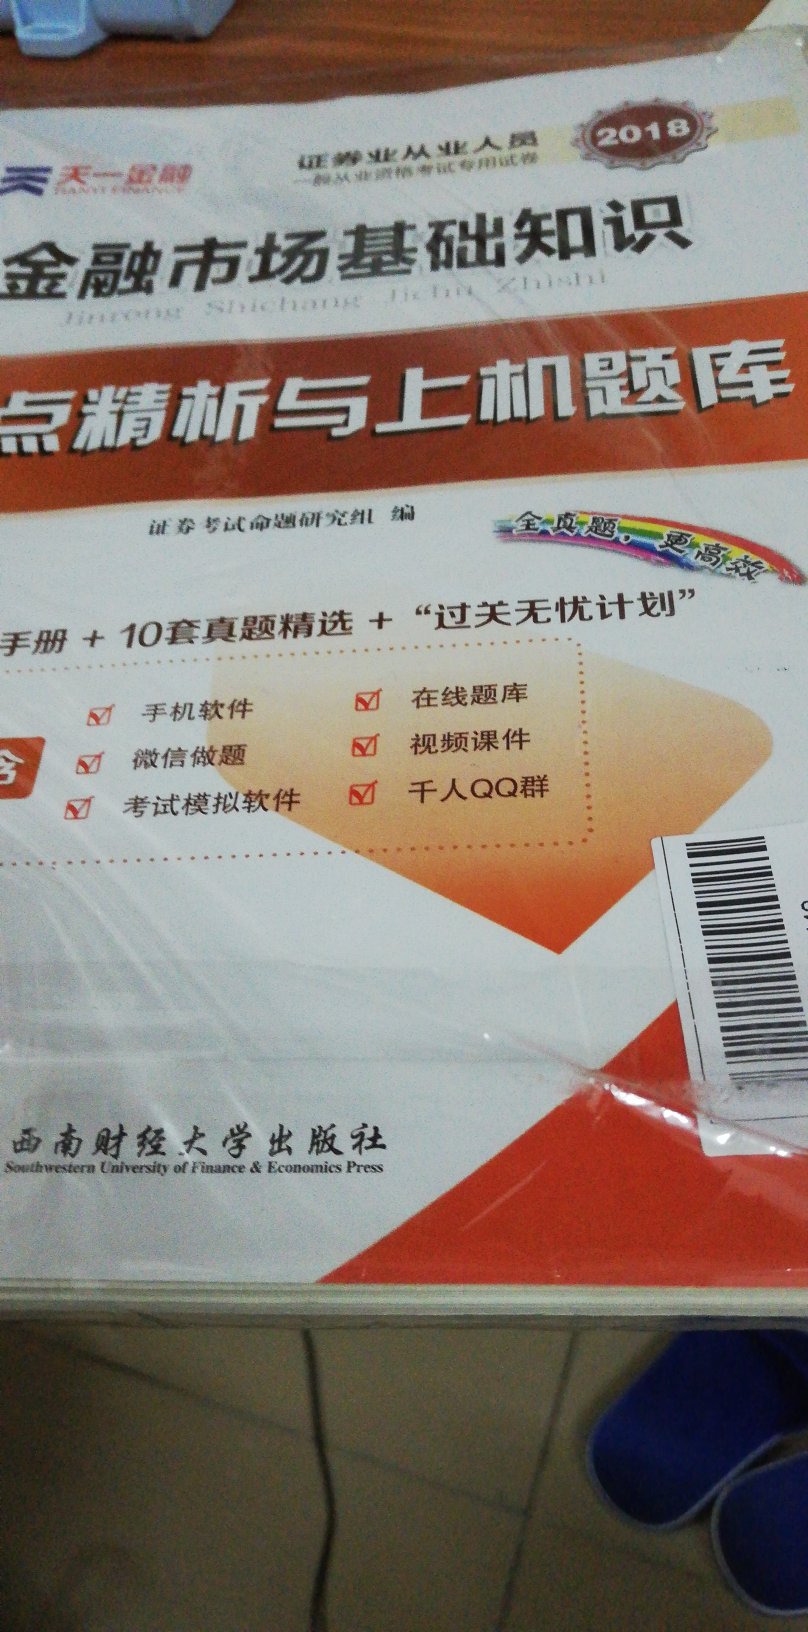 天一金融
TIANYI FINANCE
证券业从业人员
一般从业资格考试专用试卷
2018
金融市场基础知识
Jinrong Shichang Jichu Zhishi
点精析与上机题库
证券考试命题研究组 编
全真题，更高效
手册 + 10套真题精选 + “过关无忧计划”
含
手机软件
在线题库
微信做题
视频课件
考试模拟软件
千人QQ群
西南财经大学出版社
Southwestern University of Finance & Economics Press